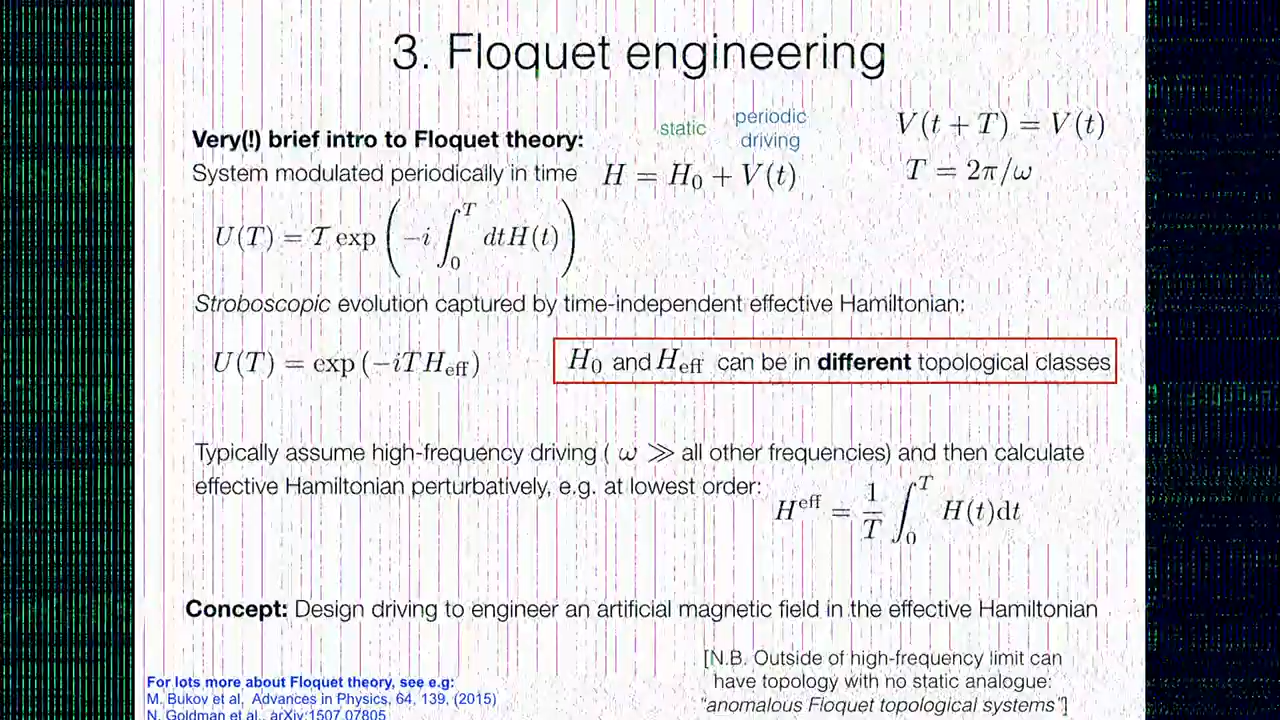 3. Floquet engineering
Very(!) brief intro to Floquet theory:
static
periodic
driving
V(t + T) = V(t)
System modulated periodically in time H = H₀ + V(t)
T = 2π/ω
U(T) = 𝒯 exp (−i ∫₀ᵀ dtH(t))
Stroboscopic evolution captured by time-independent effective Hamiltonian:
U(T) = exp (−iTH_eff)
H₀ and H_eff can be in different topological classes
Typically assume high-frequency driving ( ω ≫ all other frequencies) and then calculate
effective Hamiltonian perturbatively, e.g. at lowest order:
H^eff = 1/T ∫₀ᵀ H(t)dt
Concept: Design driving to engineer an artificial magnetic field in the effective Hamiltonian
[N.B. Outside of high-frequency limit can
have topology with no static analogue:
"anomalous Floquet topological systems"]
For lots more about Floquet theory, see e.g:
M. Bukov et al, Advances in Physics, 64, 139, (2015)
N. Goldman et al., arXiv:1507.07805